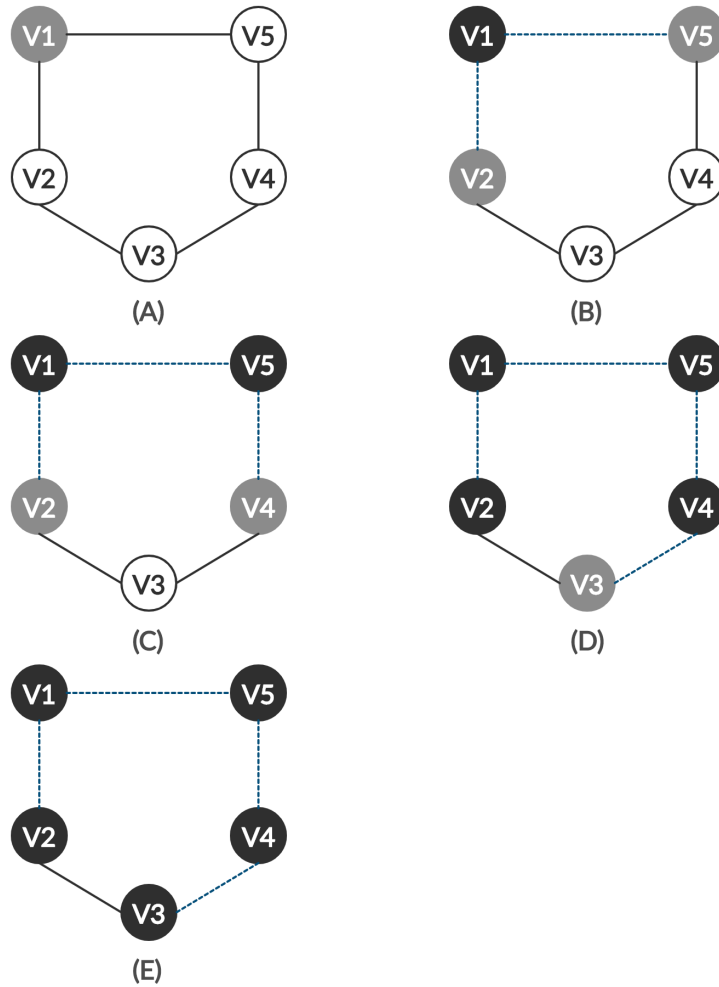 V1 V5 V1 V5
V2 V4 V2 V4
V3 V3
(A) (B)
V1 V5 V1 V5
V2 V4 V2 V4
V3 V3
(C) (D)
V1 V5
V2 V4
V3
(E)